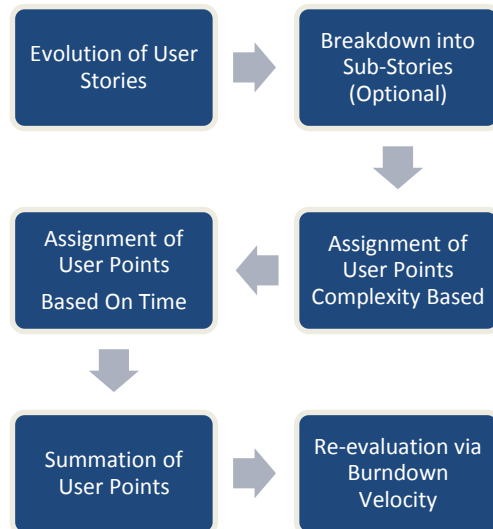 Evolution of User
Stories
Breakdown into
Sub-Stories
(Optional)
Assignment of
User Points
Complexity Based
Assignment of
User Points
Based On Time
Summation of
User Points
Re-evaluation via
Burndown
Velocity